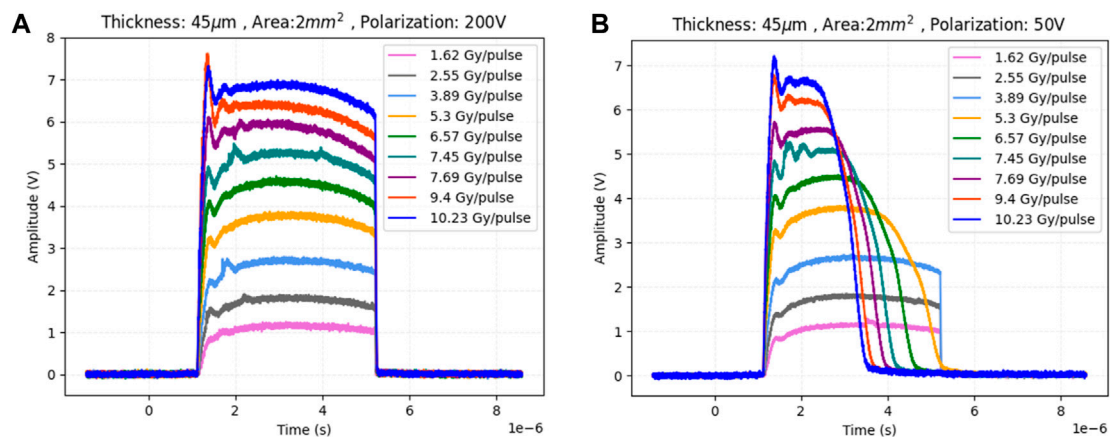 A
Thickness: 45μm , Area:2mm² , Polarization: 200V
8
7
6
5
4
3
2
1
0
Amplitude (V)
1.62 Gy/pulse
2.55 Gy/pulse
3.89 Gy/pulse
5.3 Gy/pulse
6.57 Gy/pulse
7.45 Gy/pulse
7.69 Gy/pulse
9.4 Gy/pulse
10.23 Gy/pulse
0 2 4 6 8
Time (s)
1e−6
B
Thickness: 45μm , Area:2mm² , Polarization: 50V
7
6
5
4
3
2
1
0
Amplitude (V)
1.62 Gy/pulse
2.55 Gy/pulse
3.89 Gy/pulse
5.3 Gy/pulse
6.57 Gy/pulse
7.45 Gy/pulse
7.69 Gy/pulse
9.4 Gy/pulse
10.23 Gy/pulse
0 2 4 6 8
Time (s)
1e−6